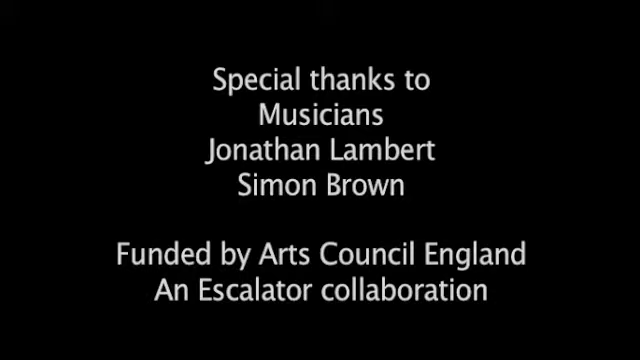 Special thanks to
Musicians
Jonathan Lambert
Simon Brown
Funded by Arts Council England
An Escalator collaboration